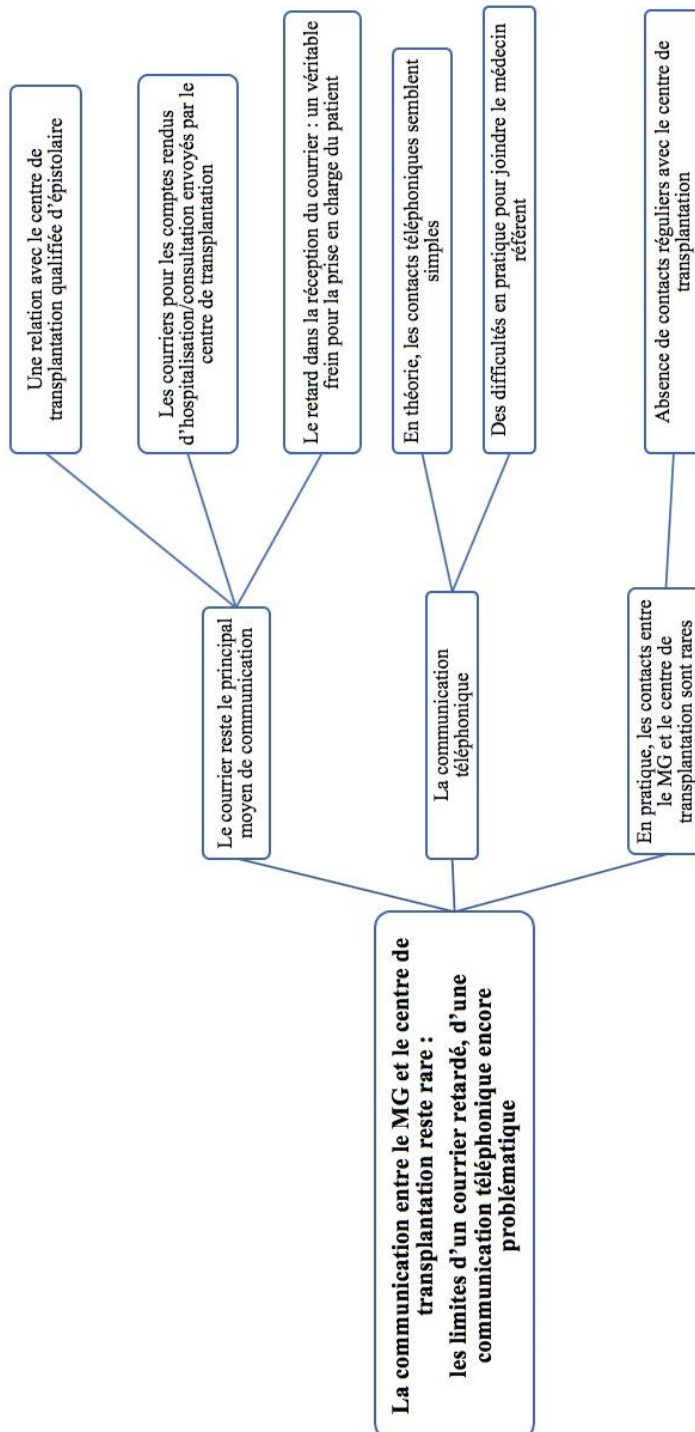 La communication entre le MG et le centre de
transplantation reste rare :
les limites d’un courrier retardé, d’une
communication téléphonique encore
problématique
Le courrier reste le principal
moyen de communication
Une relation avec le centre de
transplantation qualifiée d’épistolaire
Les courriers pour les comptes rendus
d’hospitalisation/consultation envoyés par le
centre de transplantation
Le retard dans la réception du courrier : un véritable
frein pour la prise en charge du patient
La communication
téléphonique
En théorie, les contacts téléphoniques semblent
simples
Des difficultés en pratique pour joindre le médecin
référent
En pratique, les contacts entre
le MG et le centre de
transplantation sont rares
Absence de contacts réguliers avec le centre de
transplantation